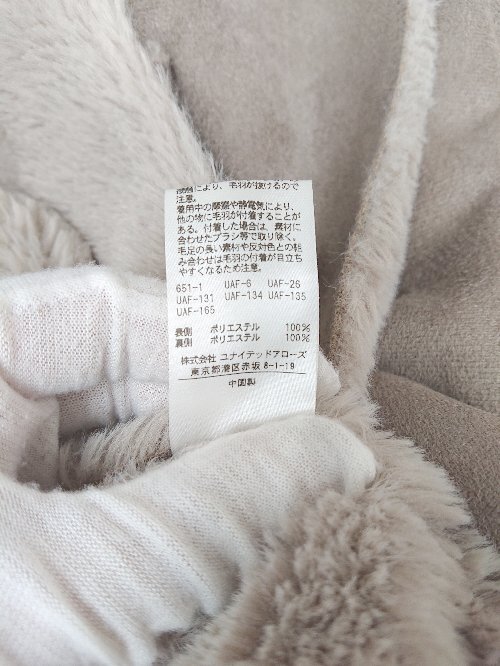 により、毛羽が抜けるので
注意。
着用中の摩擦や静電気により、
他の物に毛羽が付着することが
ある。付着した場合は、素材に
合わせたブラシ等で取り除く。
毛足の長い素材や反対色との組
み合わせは毛羽の付着が目立ち
やすくなるため注意。
651-1 UAF-6 UAF-26
UAF-131 UAF-134 UAF-135
UAF-165
表側 ポリエステル 100%
裏側 ポリエステル 100%
株式会社 ユナイテッドアローズ
東京都港区赤坂 8-1-19
中国製